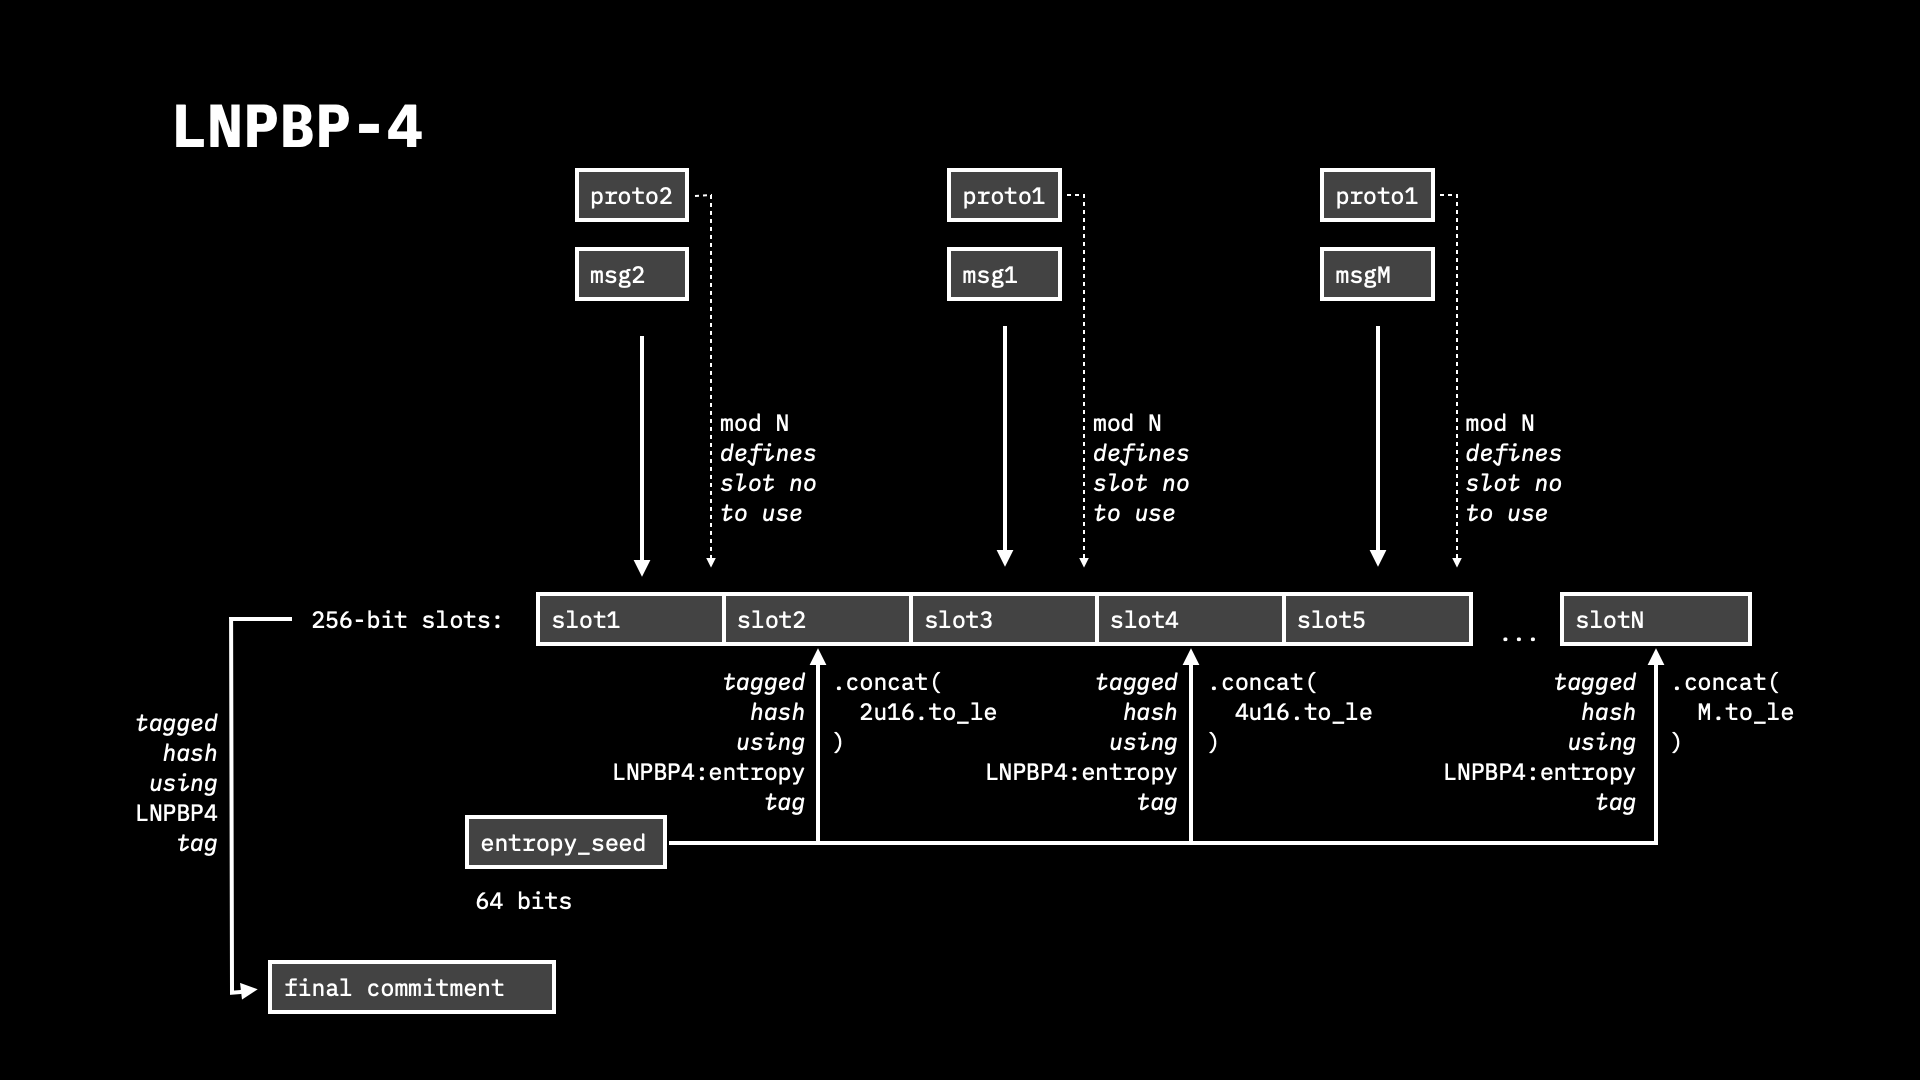 LNPBP-4
proto2
proto1
proto1
msg2
msg1
msgM
mod N
defines
slot no
to use
mod N
defines
slot no
to use
mod N
defines
slot no
to use
256-bit slots:
slot1
slot2
slot3
slot4
slot5
...
slotN
tagged
hash
using
LNPBP4:entropy
tag
.concat(
2u16.to_le
)
tagged
hash
using
LNPBP4:entropy
tag
.concat(
4u16.to_le
)
tagged
hash
using
LNPBP4:entropy
tag
.concat(
M.to_le
)
tagged
hash
using
LNPBP4
tag
entropy_seed
64 bits
final commitment